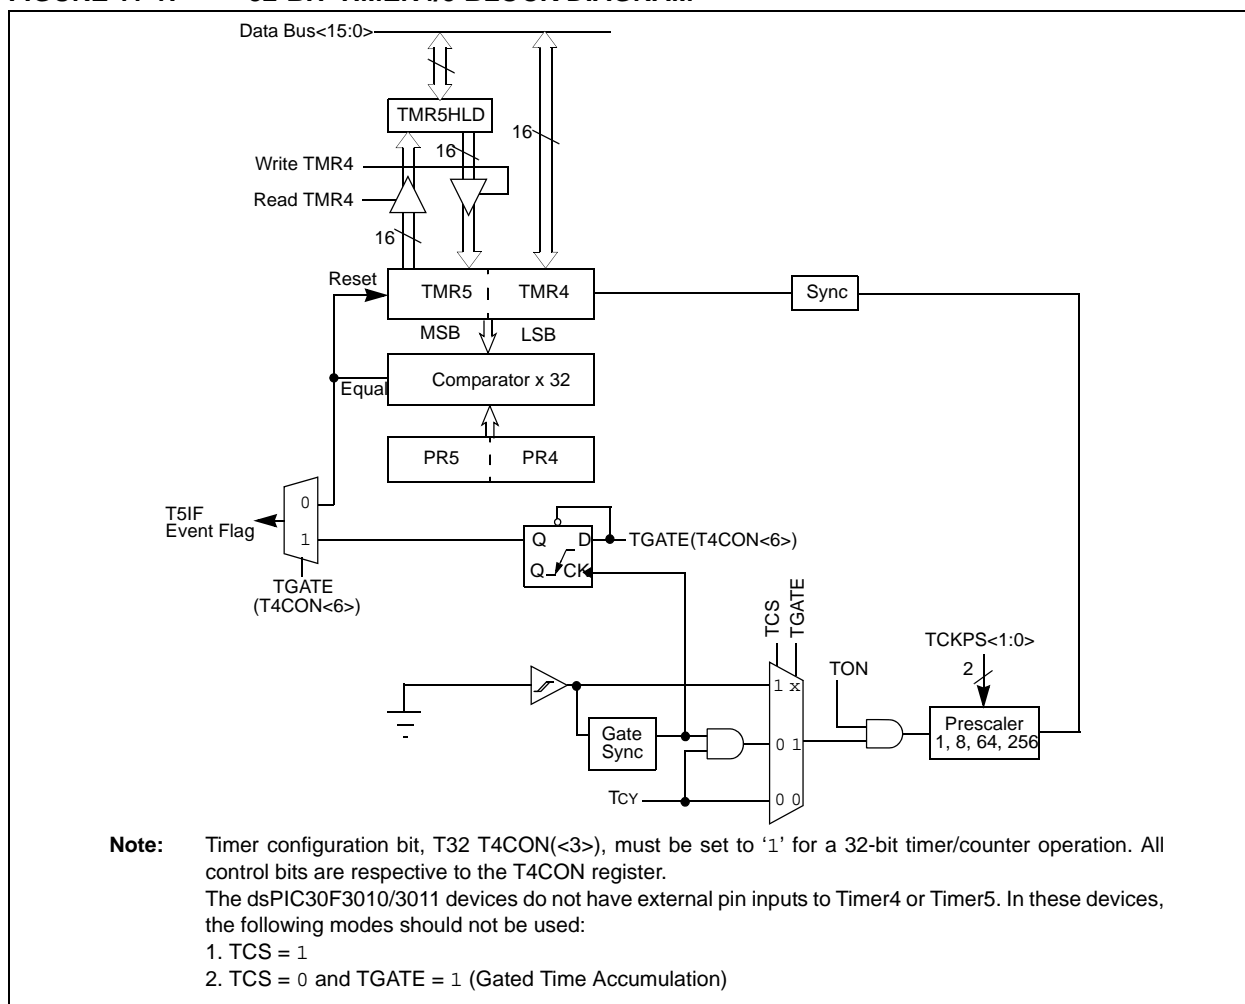 Data Bus<15:0>
TMR5HLD
16
16
Write TMR4
Read TMR4
16
Reset
TMR5
TMR4
Sync
MSB
LSB
Equal
Comparator x 32
PR5
PR4
0
1
T5IF
Event Flag
TGATE
(T4CON<6>)
Q
D
TGATE(T4CON<6>)
Q
CK
TCS
TGATE
TCKPS<1:0>
2
TON
1 x
Gate
Sync
0 1
Prescaler
1, 8, 64, 256
TCY
0 0
Note: Timer configuration bit, T32 T4CON(<3>), must be set to ‘1’ for a 32-bit timer/counter operation. All
control bits are respective to the T4CON register.
The dsPIC30F3010/3011 devices do not have external pin inputs to Timer4 or Timer5. In these devices,
the following modes should not be used:
1. TCS = 1
2. TCS = 0 and TGATE = 1 (Gated Time Accumulation)